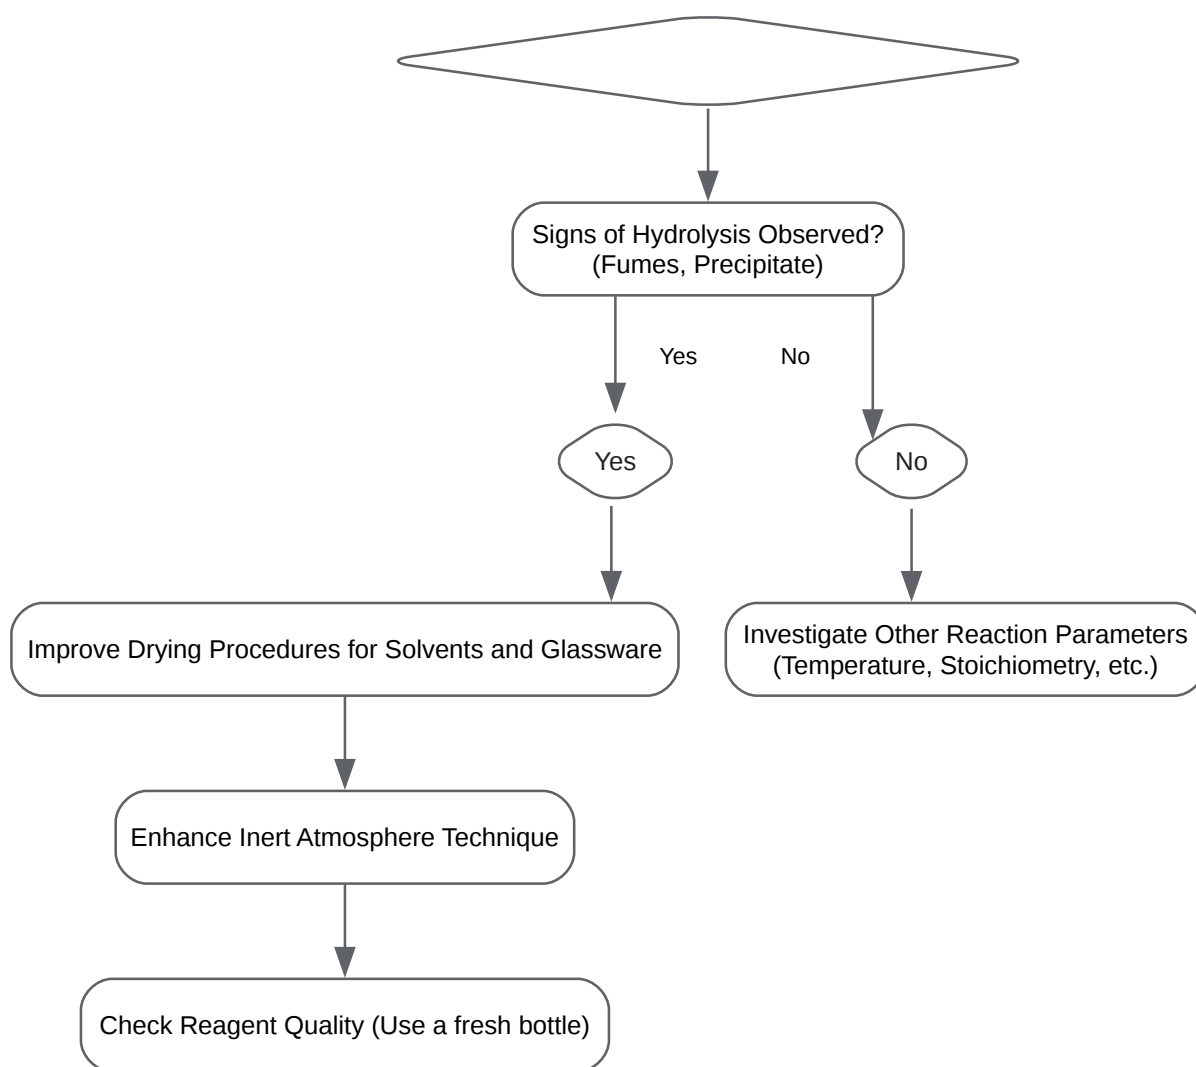 Signs of Hydrolysis Observed?
(Fumes, Precipitate)
Yes
No
Yes
No
Improve Drying Procedures for Solvents and Glassware
Investigate Other Reaction Parameters
(Temperature, Stoichiometry, etc.)
Enhance Inert Atmosphere Technique
Check Reagent Quality (Use a fresh bottle)